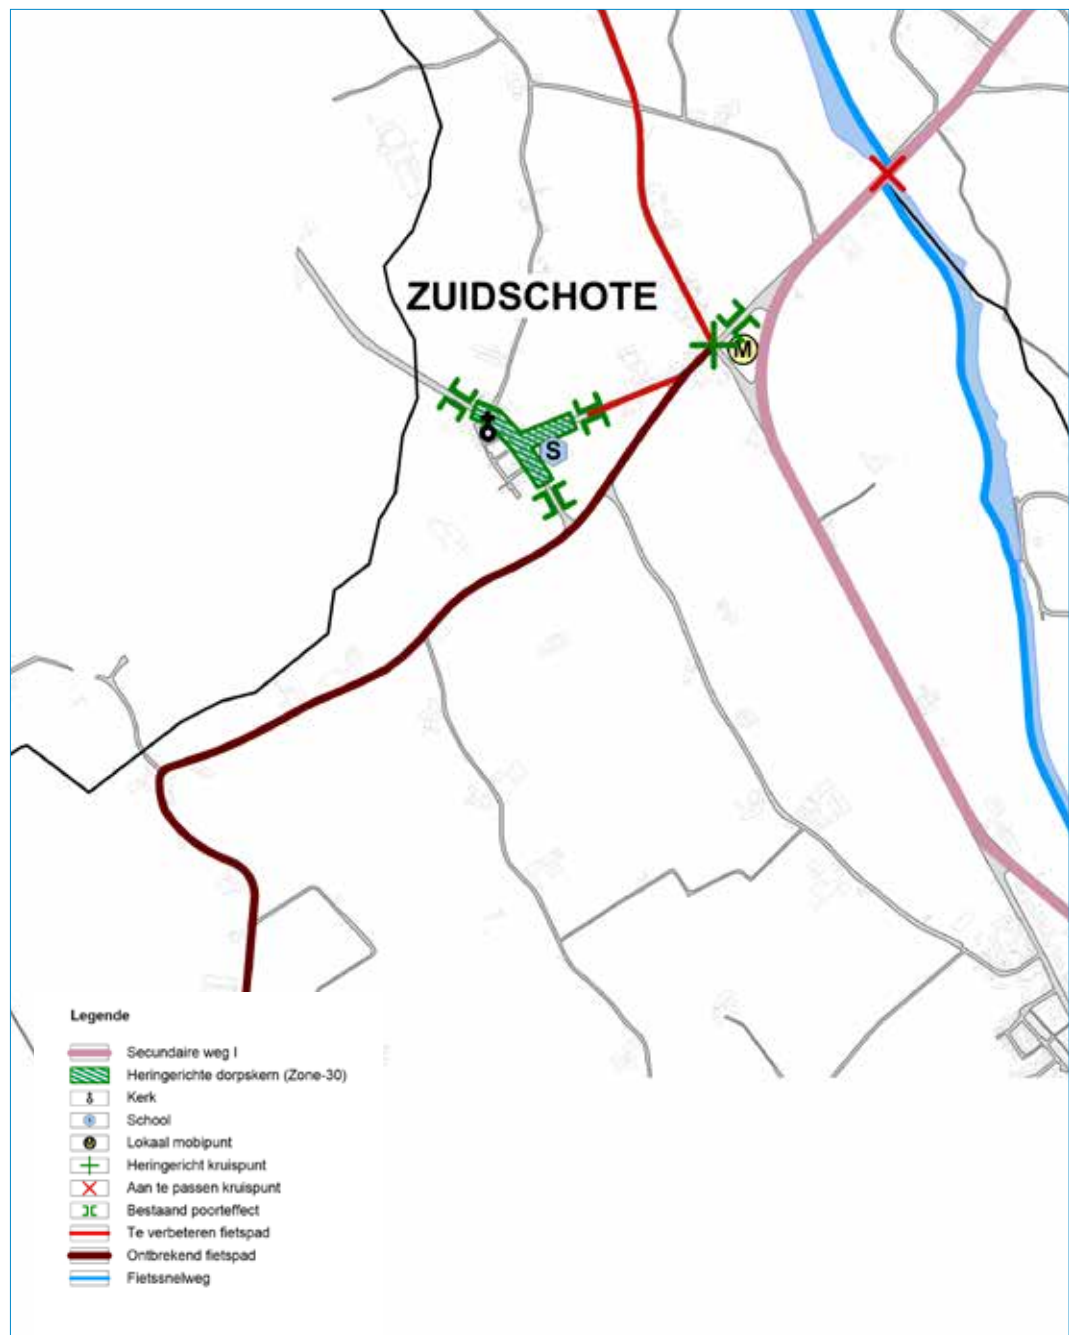 ZUIDSCHOTE
M
S
Legende
Secundaire weg I
Heringerichte dorpskern (Zone-30)
Kerk
School
Lokaal mobipunt
Heringericht kruispunt
Aan te passen kruispunt
Bestaand poorteffect
Te verbeteren fietspad
Ontbrekend fietspad
Fietssnelweg